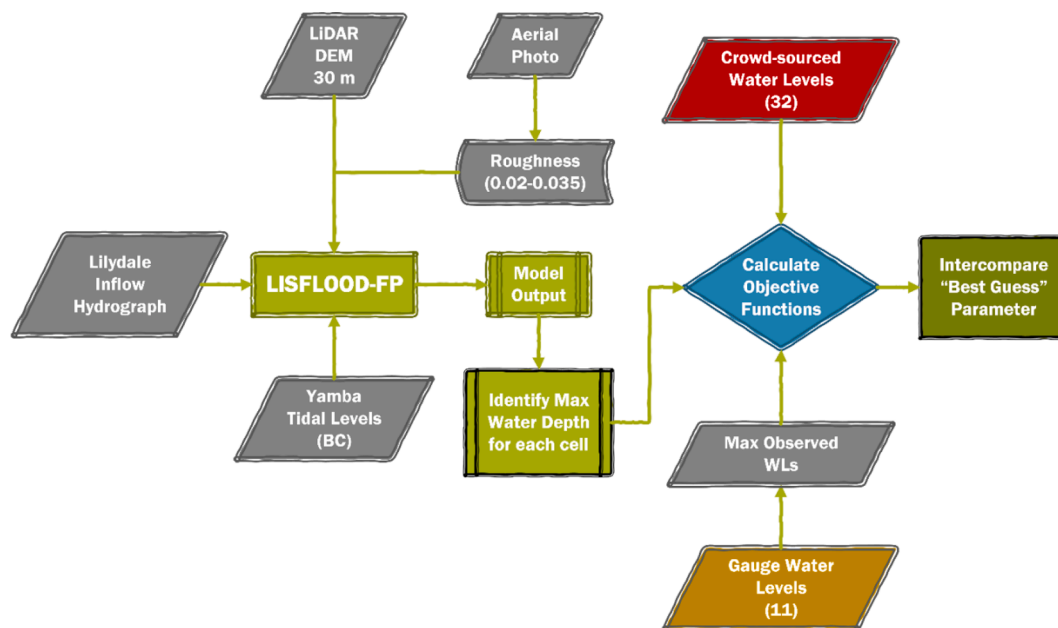 LiDAR
DEM
30 m
Aerial
Photo
Crowd-sourced
Water Levels
(32)
Roughness
(0.02-0.035)
Lilydale
Inflow
Hydrograph
LISFLOOD-FP
Model
Output
Calculate
Objective
Functions
Intercompare
“Best Guess”
Parameter
Yamba
Tidal Levels
(BC)
Identify Max
Water Depth
for each cell
Max Observed
WLs
Gauge Water
Levels
(11)